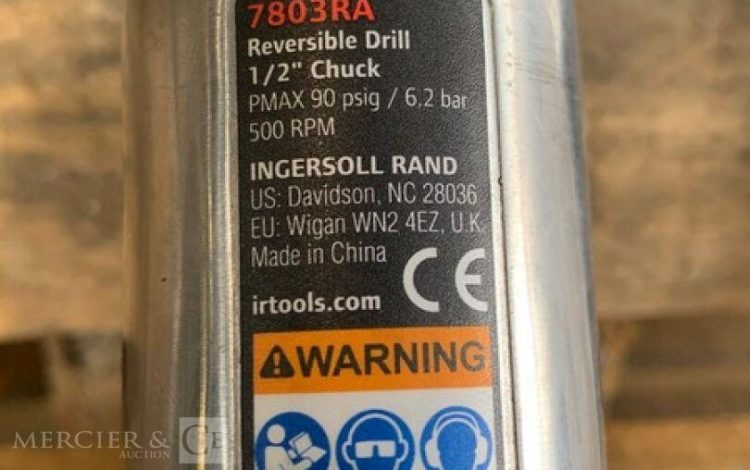 7803RA
Reversible Drill
1/2" Chuck
PMAX 90 psig / 6,2 bar
500 RPM
INGERSOLL RAND
US: Davidson, NC 28036
EU: Wigan WN2 4EZ, U.K.
Made in China
irtools.com CE
WARNING
MERCIER & C
AUCTION